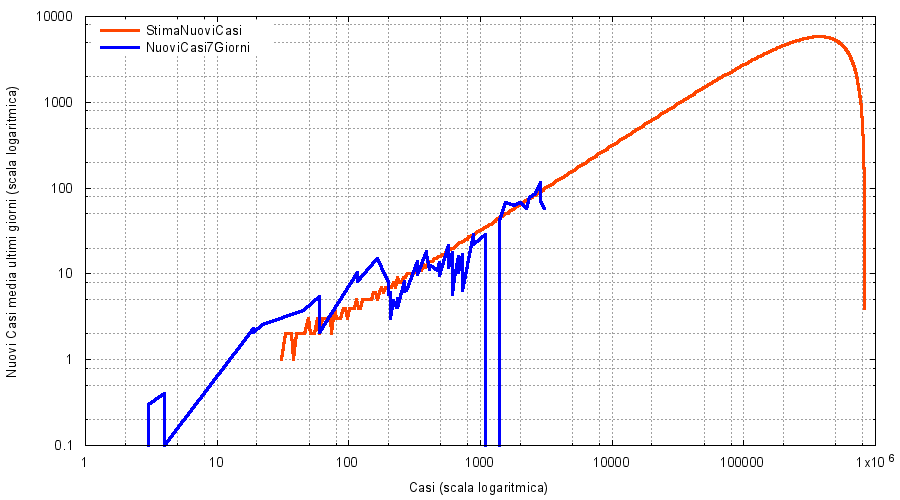 StimaNuoviCasi
NuoviCasi7Giorni
Nuovi Casi media ultimi giorni (scala logaritmica)
10000
1000
100
10
1
0.1
1 10 100 1000 10000 100000 1x10 6
Casi (scala logaritmica)